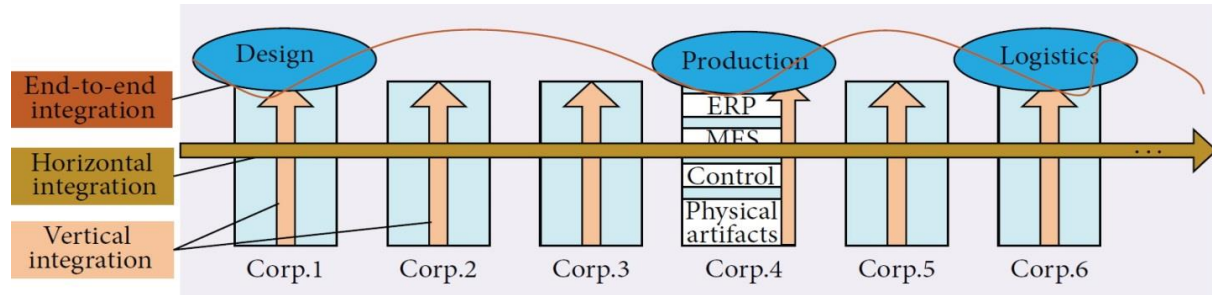 Design
Production
Logistics
End-to-end
integration
Horizontal
integration
Vertical
integration
ERP
MES
Control
Physical
artifacts
...
Corp.1
Corp.2
Corp.3
Corp.4
Corp.5
Corp.6